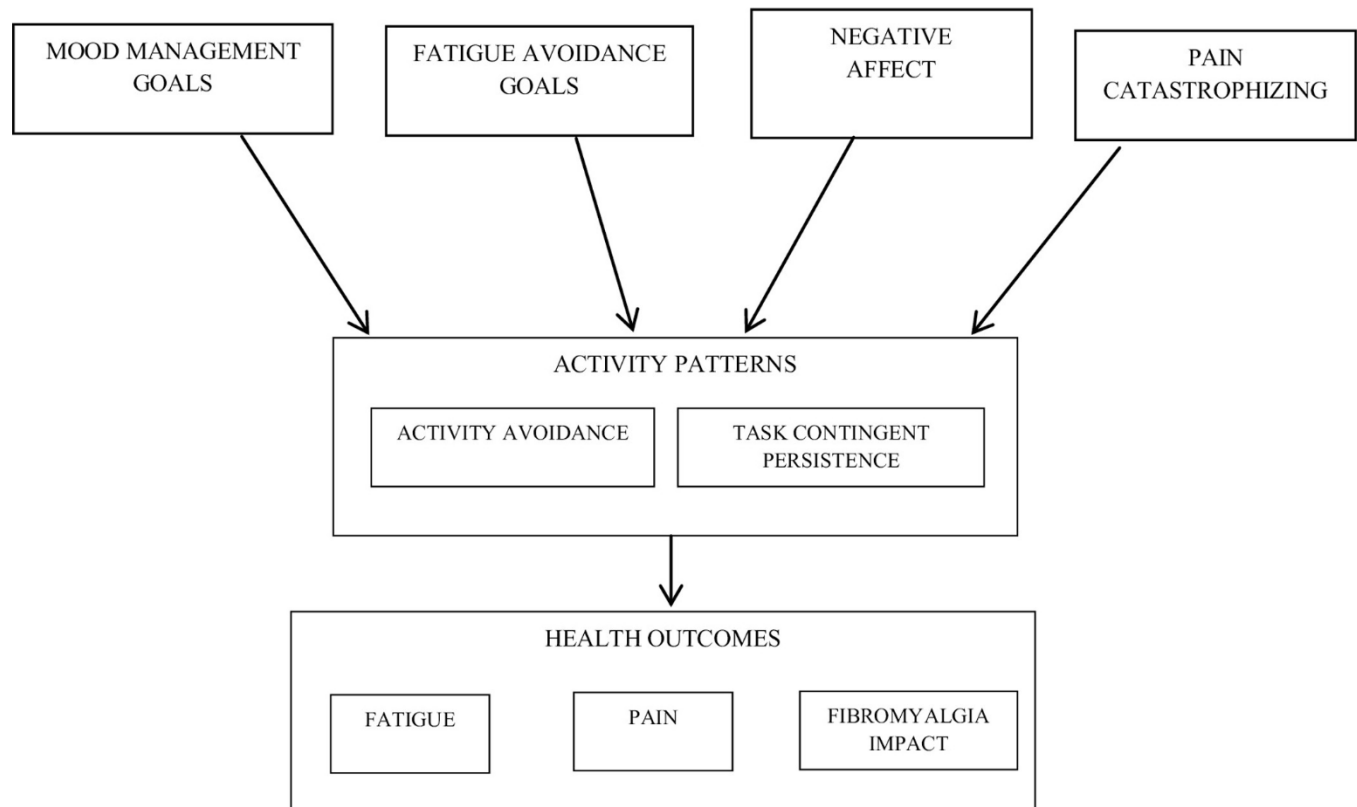 MOOD MANAGEMENT
GOALS
FATIGUE AVOIDANCE
GOALS
NEGATIVE
AFFECT
PAIN
CATASTROPHIZING
ACTIVITY PATTERNS
ACTIVITY AVOIDANCE
TASK CONTINGENT
PERSISTENCE
HEALTH OUTCOMES
FATIGUE
PAIN
FIBROMYALGIA
IMPACT